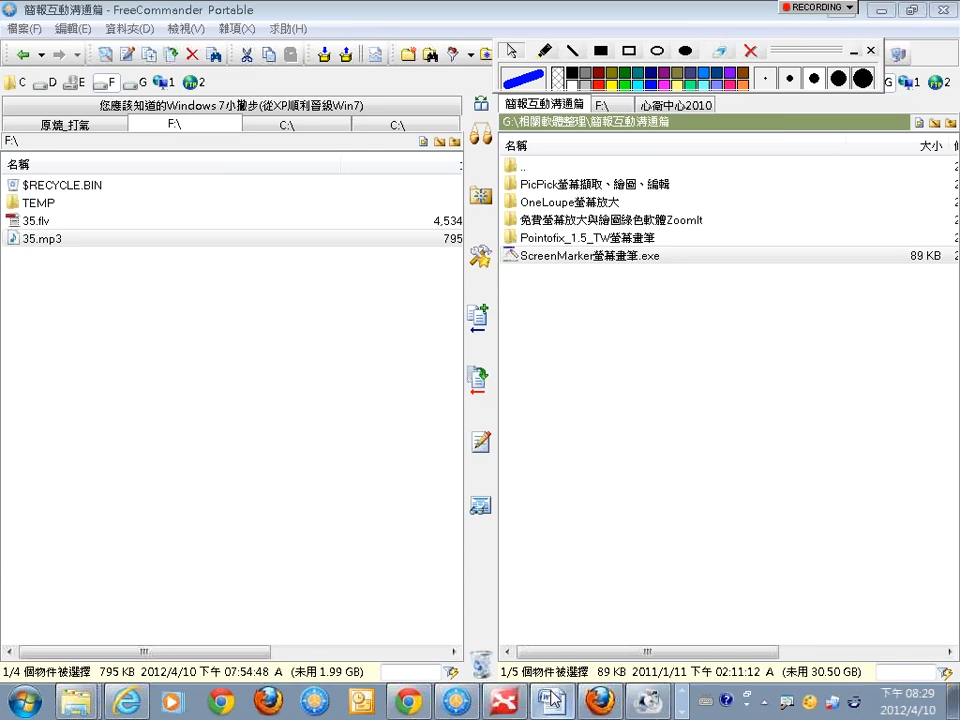 簡報互動溝通篇 - FreeCommander Portable
RECORDING
檔案(F) 編輯(E) 資料夾(D) 檢視(V) 雜項(X) 求助(H)
C D E F G 1 2
G 1 2
您應該知道的Windows 7小撇步(從XP順利晉級Win7)
原燒_打氣 F:\ C:\ C:\
F:\
名稱
$RECYCLE.BIN
TEMP
35.flv 4,534
35.mp3 795
簡報互動溝通篇 F:\ 心衛中心2010
G:\相關軟體整理\簡報互動溝通篇
名稱 大小
..
PicPick螢幕擷取、繪圖、編輯
OneLoupe螢幕放大
免費螢幕放大與繪圖綠色軟體ZoomIt
Pointofix_1.5_TW螢幕畫筆
ScreenMarker螢幕畫筆.exe 89 KB
1/4 個物件被選擇 795 KB 2012/4/10 下午 07:54:48 A (未用 1.99 GB)
1/5 個物件被選擇 89 KB 2011/1/11 下午 02:11:12 A (未用 30.50 GB)
下午 08:29
2012/4/10